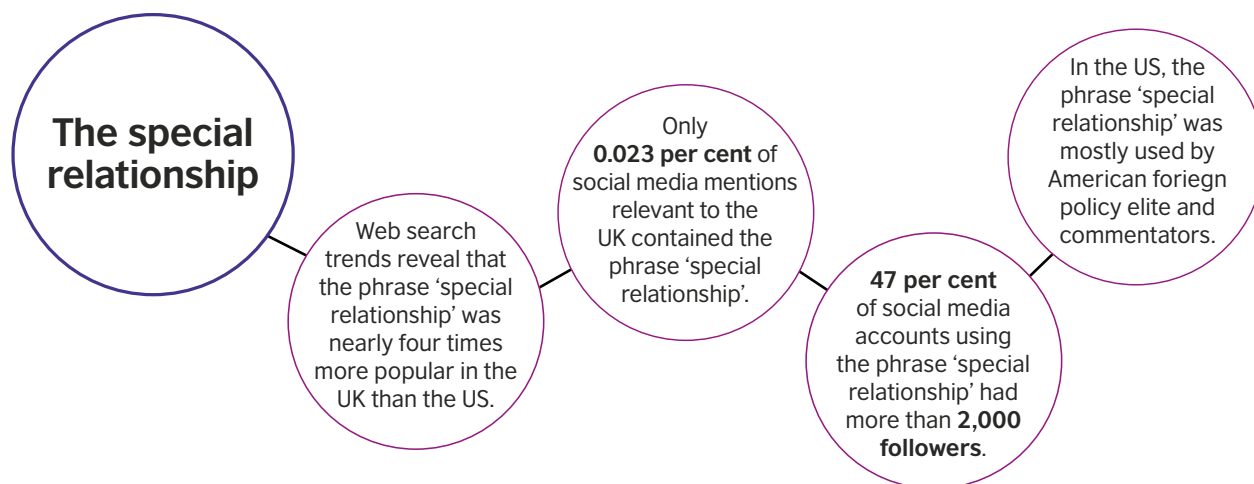 The special
relationship
Web search
trends reveal that
the phrase ‘special
relationship’ was
nearly four times
more popular in the
UK than the US.
Only
0.023 per cent of
social media mentions
relevant to the
UK contained the
phrase ‘special
relationship’.
47 per cent
of social media
accounts using
the phrase ‘special
relationship’ had
more than 2,000
followers.
In the US, the
phrase ‘special
relationship’ was
mostly used by
American foriegn
policy elite and
commentators.